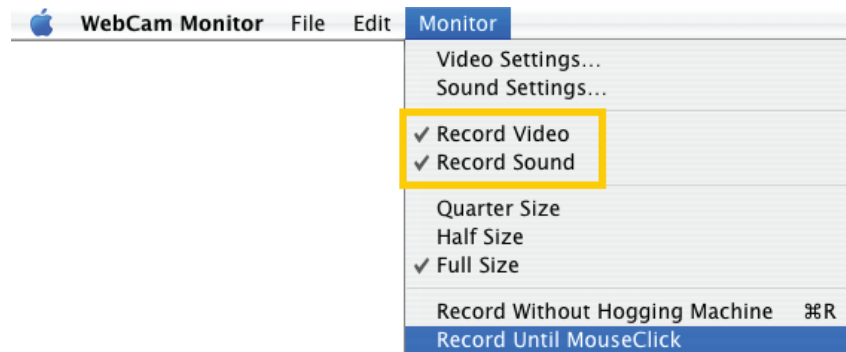 WebCam Monitor File Edit Monitor
Video Settings...
Sound Settings...
✓ Record Video
✓ Record Sound
Quarter Size
Half Size
✓ Full Size
Record Without Hogging Machine ⌘R
Record Until MouseClick